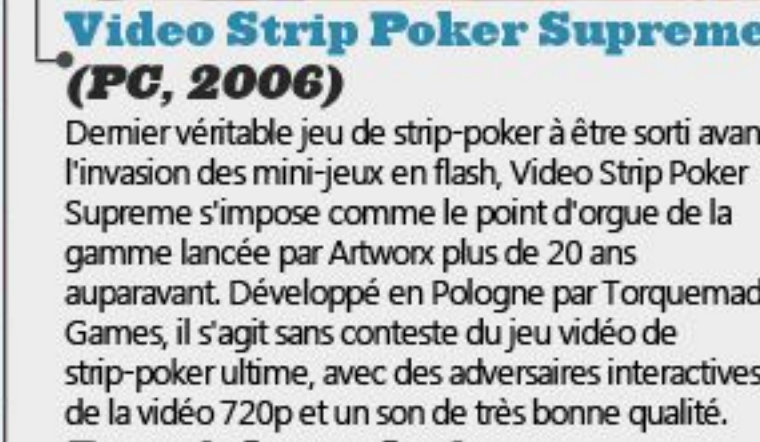 Video Strip Poker Supreme
(PC, 2006)
Dernier véritable jeu de strip-poker à être sorti avan
l'invasion des mini-jeux en flash, Video Strip Poker
Supreme s'impose comme le point d'orgue de la
gamme lancée par Artworx plus de 20 ans
auparavant. Développé en Pologne par Torquemad
Games, il s'agit sans conteste du jeu vidéo de
strip-poker ultime, avec des adversaires interactives
de la vidéo 720p et un son de très bonne qualité.